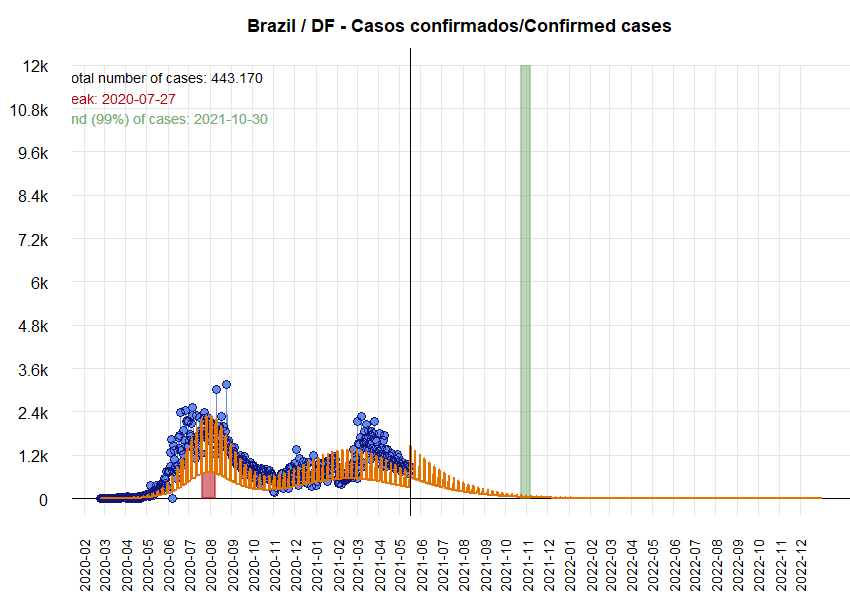 Brazil / DF - Casos confirmados/Confirmed cases
12k
otal number of cases: 443.170
eak: 2020-07-27
10.8k
nd (99%) of cases: 2021-10-30
9.6k
8.4k
7.2k
6k
4.8k
3.6k
2.4k
1.2k
0
2020-02
2020-03
2020-04
2020-05
2020-06
2020-07
2020-08
2020-09
2020-10
2020-11
2020-12
2021-01
2021-02
2021-03
2021-04
2021-05
2021-06
2021-07
2021-08
2021-09
2021-10
2021-11
2021-12
2022-01
2022-02
2022-03
2022-04
2022-05
2022-06
2022-07
2022-08
2022-09
2022-10
2022-11
2022-12